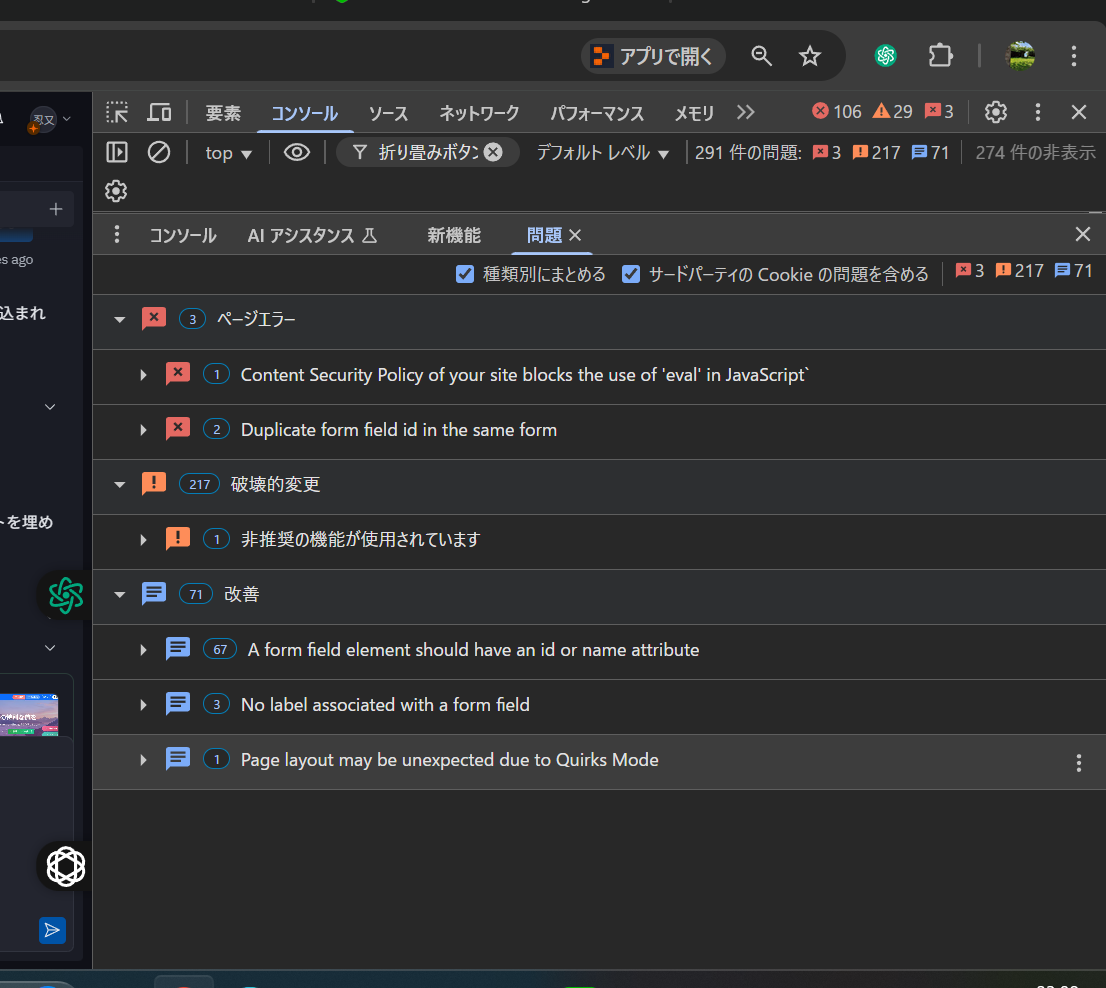 アプリで開く
忍又
要素 コンソール ソース ネットワーク パフォーマンス メモリ 106 29 3
top ▼ 折り畳みボタン デフォルト レベル ▼ 291 件の問題: 3 217 71 274 件の非表示
コンソール AI アシスタンス 新機能 問題
s ago
種類別にまとめる サードパーティの Cookie の問題を含める 3 217 71
込まれ
3 ページエラー
1 Content Security Policy of your site blocks the use of 'eval' in JavaScript`
2 Duplicate form field id in the same form
217 破壊的変更
トを埋め
1 非推奨の機能が使用されています
71 改善
67 A form field element should have an id or name attribute
3 No label associated with a form field
1 Page layout may be unexpected due to Quirks Mode